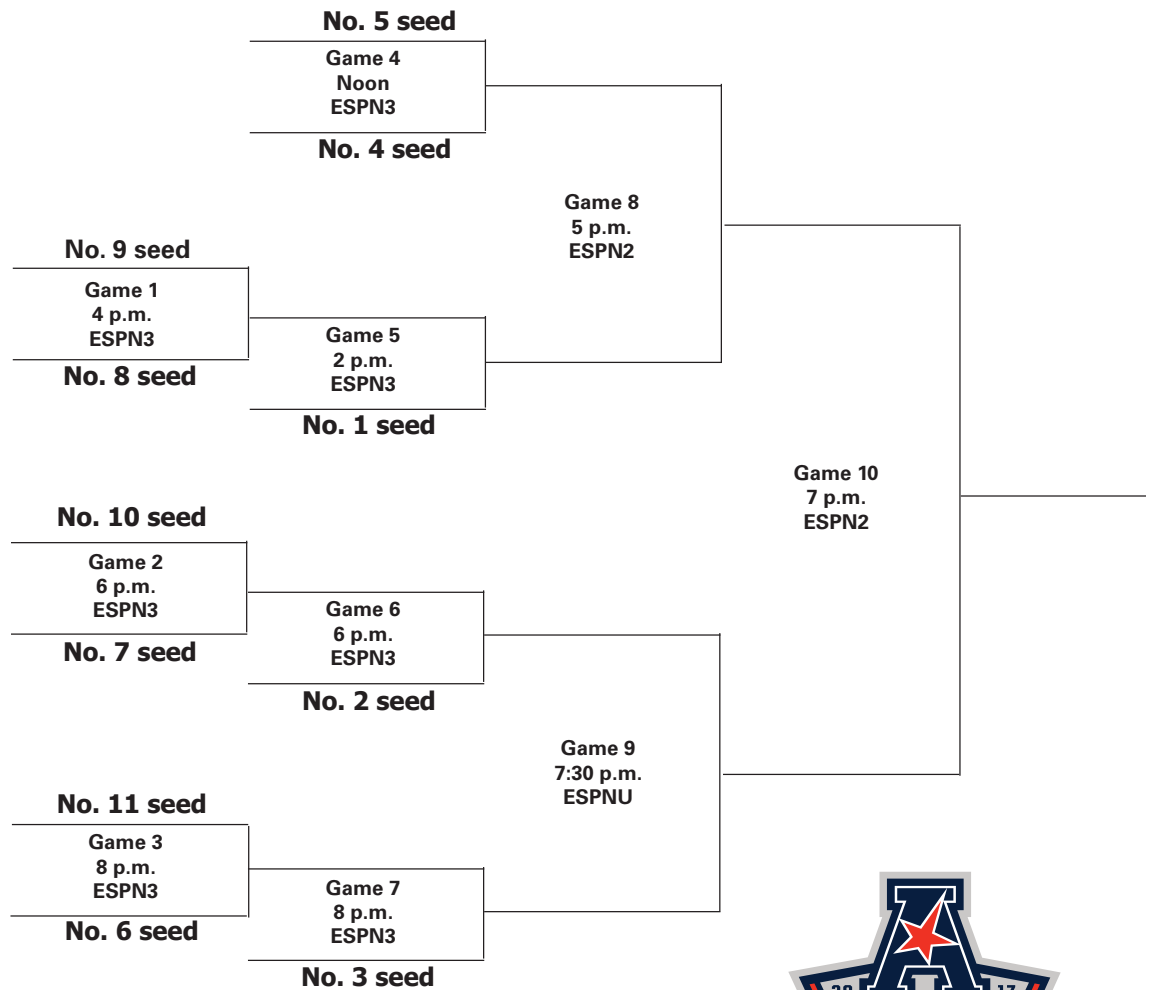 No. 5 seed
Game 4
Noon
ESPN3
No. 4 seed
Game 8
5 p.m.
ESPN2
No. 9 seed
Game 1
4 p.m.
ESPN3
No. 8 seed
Game 5
2 p.m.
ESPN3
No. 1 seed
Game 10
7 p.m.
ESPN2
No. 10 seed
Game 2
6 p.m.
ESPN3
No. 7 seed
Game 6
6 p.m.
ESPN3
No. 2 seed
Game 9
7:30 p.m.
ESPNU
No. 11 seed
Game 3
8 p.m.
ESPN3
No. 6 seed
Game 7
8 p.m.
ESPN3
No. 3 seed
A
20 17